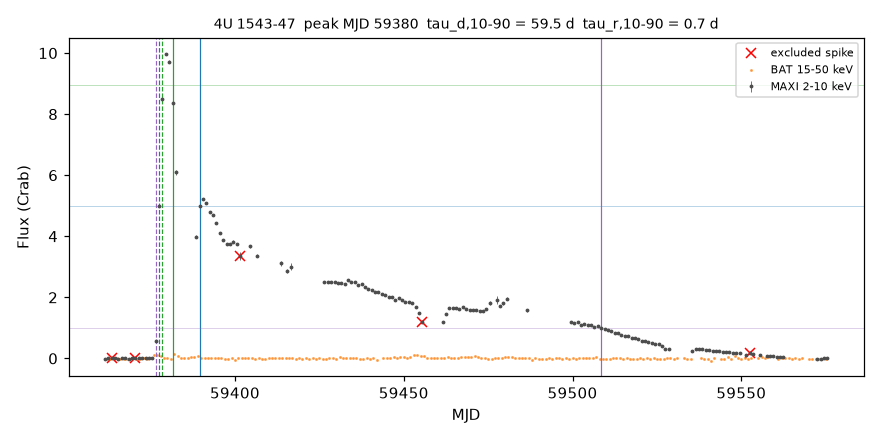 4U 1543-47  peak MJD 59380  tau_d,10-90 = 59.5 d  tau_r,10-90 = 0.7 d
excluded spike
BAT 15-50 keV
MAXI 2-10 keV
Flux (Crab)
10
8
6
4
2
0
59400 59450 59500 59550
MJD